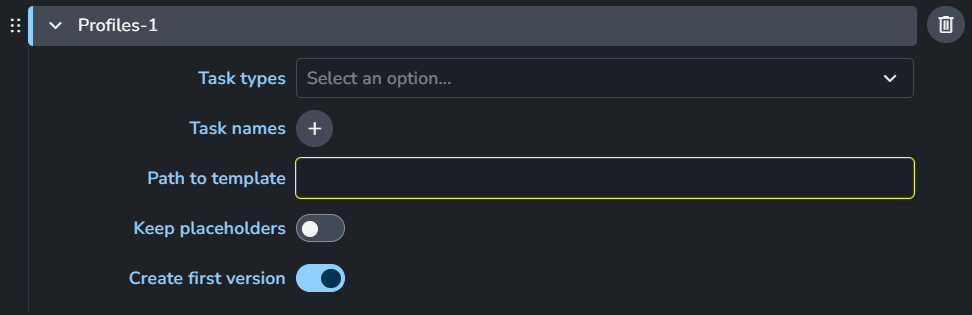 Profiles-1
Task types Select an option...
Task names
Path to template
Keep placeholders
Create first version